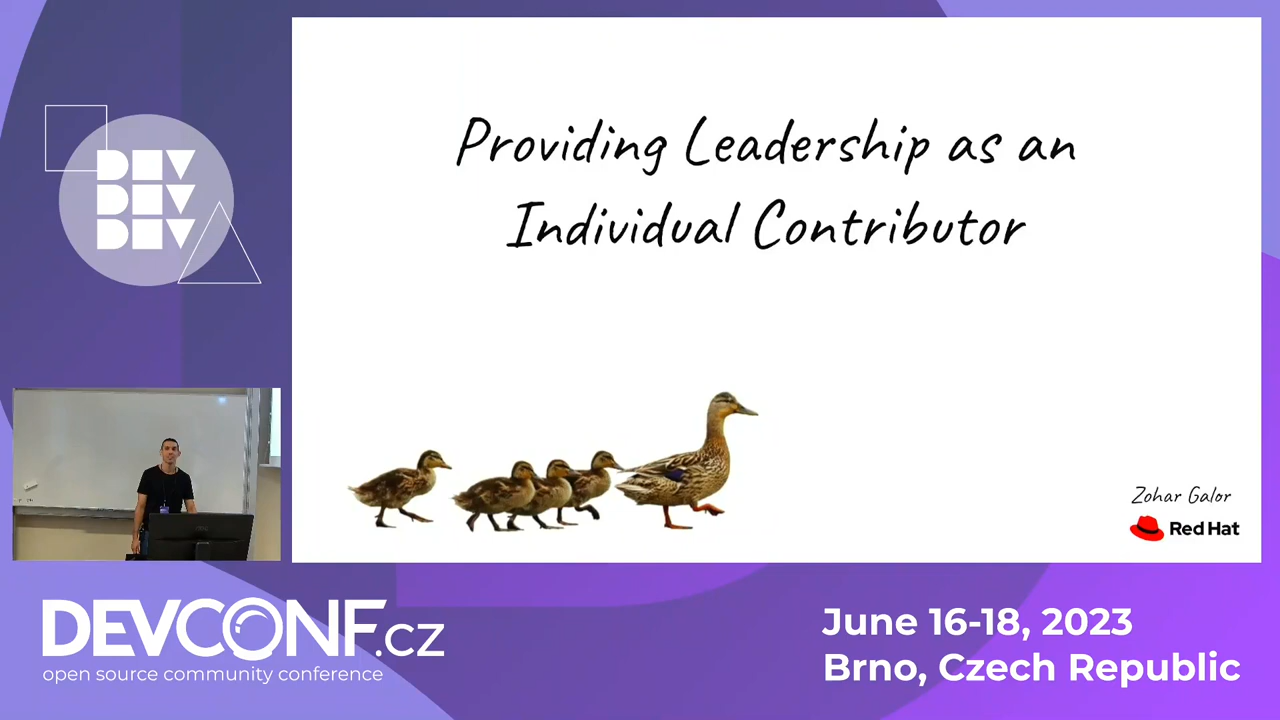 DEV
DEV
DEV
Providing Leadership as an
Individual Contributor
Zohar Galor
Red Hat
DEVCONF.cz
open source community conference
June 16-18, 2023
Brno, Czech Republic